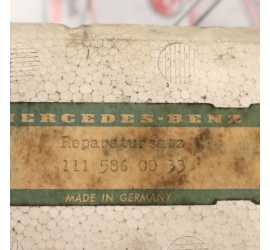 MERCEDES-BENZ
Reparatursatz
111 586 00 33
MADE IN GERMANY